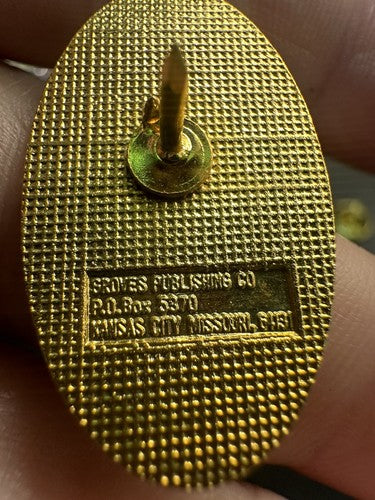 GROVES PUBLISHING CO
P.O.Box 5370
KANSAS CITY, MISSOURI,